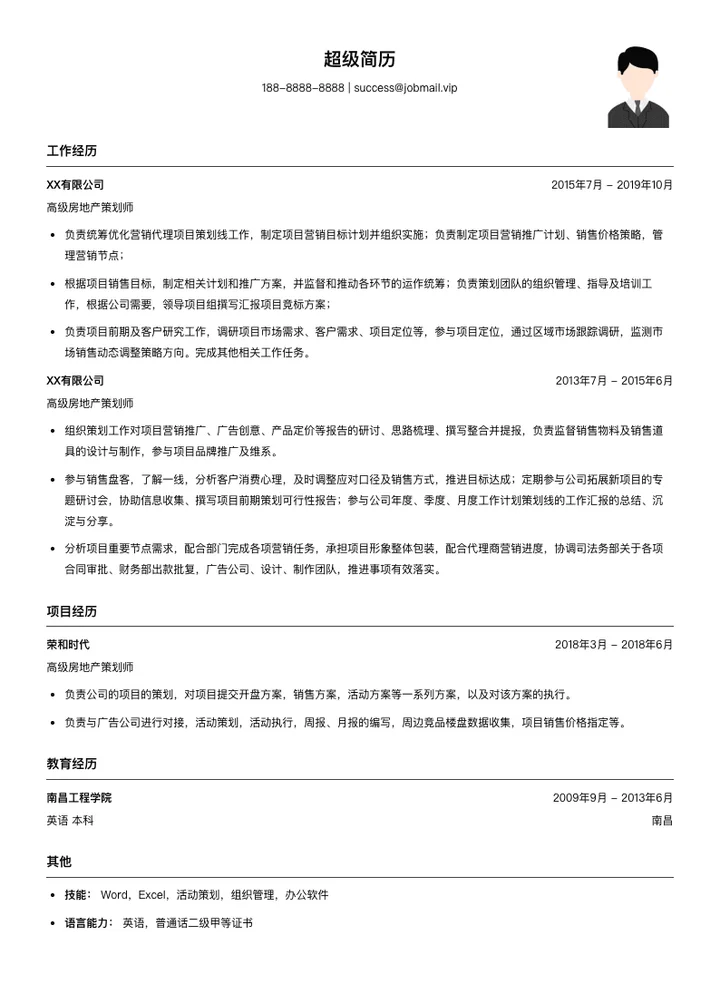 超级简历
188-8888-8888 | success@jobmail.vip
工作经历
XX有限公司 2015年7月 – 2019年10月
高级房地产策划师
• 负责统筹优化营销代理项目策划线工作，制定项目营销目标计划并组织实施；负责制定项目营销推广计划、销售价格策略，管
理营销节点；
• 根据项目销售目标，制定相关计划和推广方案，并监督和推动各环节的运作统筹；负责策划团队的组织管理、指导及培训工
作，根据公司需要，领导项目组撰写汇报项目竞标方案；
• 负责项目前期及客户研究工作，调研项目市场需求、客户需求、项目定位等，参与项目定位，通过区域市场跟踪调研，监测市
场销售动态调整策略方向。完成其他相关工作任务。
XX有限公司 2013年7月 – 2015年6月
高级房地产策划师
• 组织策划工作对项目营销推广、广告创意、产品定价等报告的研讨、思路梳理、撰写整合并提报，负责监督销售物料及销售道
具的设计与制作，参与项目品牌推广及维系。
• 参与销售盘客，了解一线，分析客户消费心理，及时调整应对口径及销售方式，推进目标达成；定期参与公司拓展新项目的专
题研讨会，协助信息收集、撰写项目前期策划可行性报告；参与公司年度、季度、月度工作计划策划线的工作汇报的总结、沉
淀与分享。
• 分析项目重要节点需求，配合部门完成各项营销任务，承担项目形象整体包装，配合代理商营销进度，协调司法务部关于各项
合同审批、财务部出款批复，广告公司、设计、制作团队，推进事项有效落实。
项目经历
荣和时代 2018年3月 – 2018年6月
高级房地产策划师
• 负责公司的项目的策划，对项目提交开盘方案，销售方案，活动方案等一系列方案，以及对该方案的执行。
• 负责与广告公司进行对接，活动策划，活动执行，周报、月报的编写，周边竞品楼盘数据收集，项目销售价格指定等。
教育经历
南昌工程学院 2009年9月 – 2013年6月
英语 本科 南昌
其他
• 技能： Word，Excel，活动策划，组织管理，办公软件
• 语言能力： 英语，普通话二级甲等证书